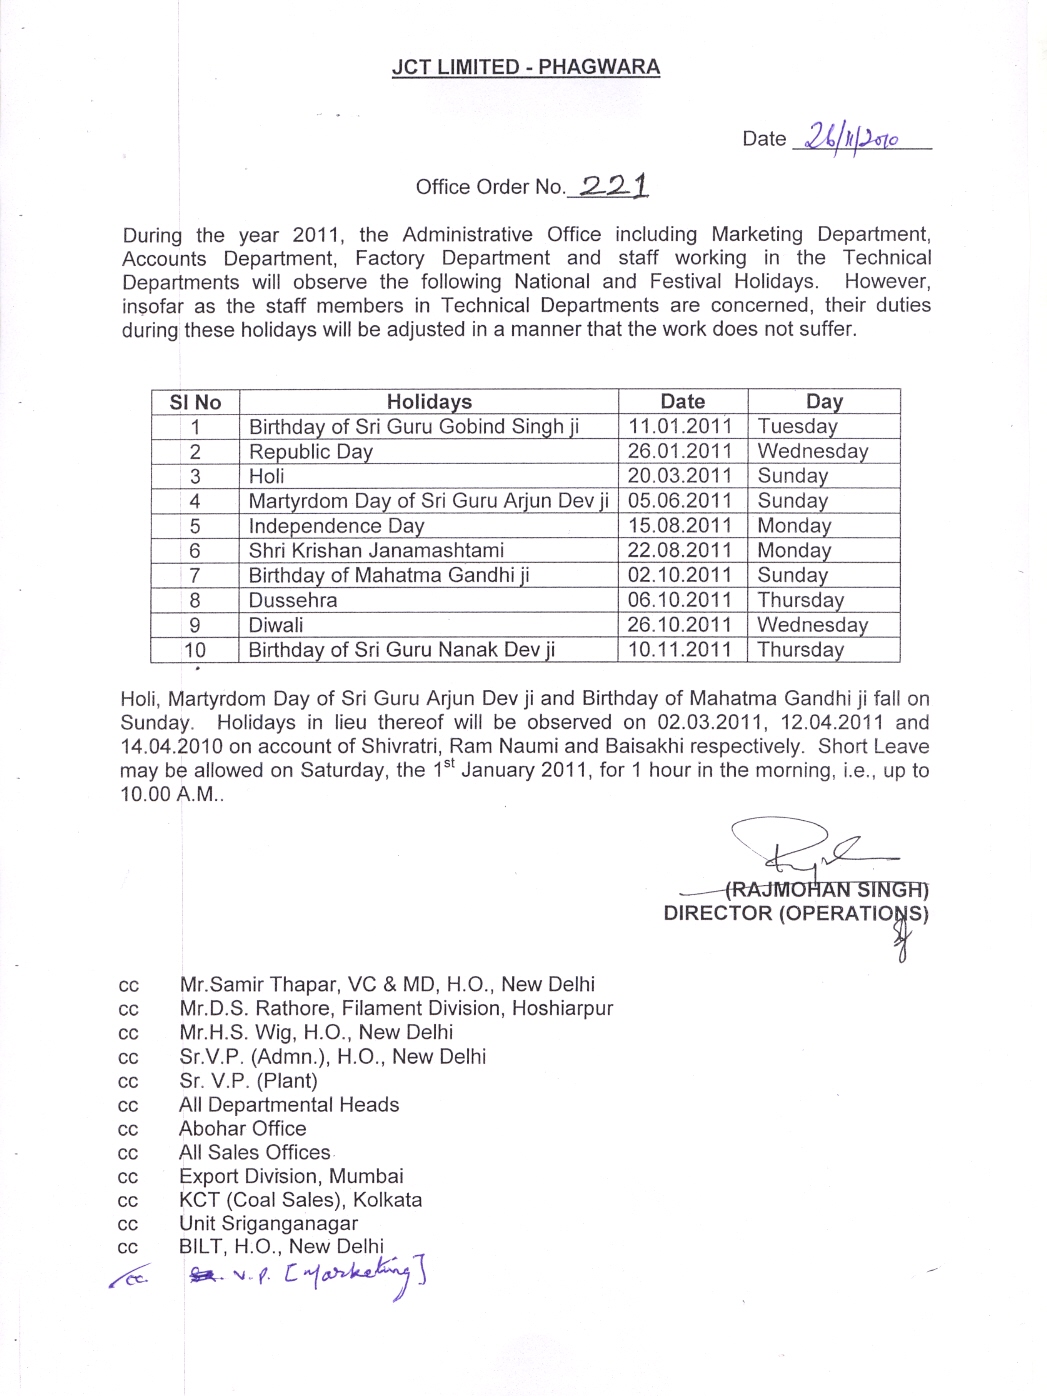 JCT LIMITED - PHAGWARA
Date 26/11/2010
Office Order No. 221
During the year 2011, the Administrative Office including Marketing Department,
Accounts Department, Factory Department and staff working in the Technical
Departments will observe the following National and Festival Holidays. However,
insofar as the staff members in Technical Departments are concerned, their duties
during these holidays will be adjusted in a manner that the work does not suffer.
Sl No Holidays Date Day
1 Birthday of Sri Guru Gobind Singh ji 11.01.2011 Tuesday
2 Republic Day 26.01.2011 Wednesday
3 Holi 20.03.2011 Sunday
4 Martyrdom Day of Sri Guru Arjun Dev ji 05.06.2011 Sunday
5 Independence Day 15.08.2011 Monday
6 Shri Krishan Janamashtami 22.08.2011 Monday
7 Birthday of Mahatma Gandhi ji 02.10.2011 Sunday
8 Dussehra 06.10.2011 Thursday
9 Diwali 26.10.2011 Wednesday
10 Birthday of Sri Guru Nanak Dev ji 10.11.2011 Thursday
Holi, Martyrdom Day of Sri Guru Arjun Dev ji and Birthday of Mahatma Gandhi ji fall on
Sunday. Holidays in lieu thereof will be observed on 02.03.2011, 12.04.2011 and
14.04.2010 on account of Shivratri, Ram Naumi and Baisakhi respectively. Short Leave
may be allowed on Saturday, the 1st January 2011, for 1 hour in the morning, i.e., up to
10.00 A.M..
(RAJMOHAN SINGH)
DIRECTOR (OPERATIONS)
cc Mr.Samir Thapar, VC & MD, H.O., New Delhi
cc Mr.D.S. Rathore, Filament Division, Hoshiarpur
cc Mr.H.S. Wig, H.O., New Delhi
cc Sr.V.P. (Admn.), H.O., New Delhi
cc Sr. V.P. (Plant)
cc All Departmental Heads
cc Abohar Office
cc All Sales Offices
cc Export Division, Mumbai
cc KCT (Coal Sales), Kolkata
cc Unit Sriganganagar
cc BILT, H.O., New Delhi
cc. V.P. [Marketing]